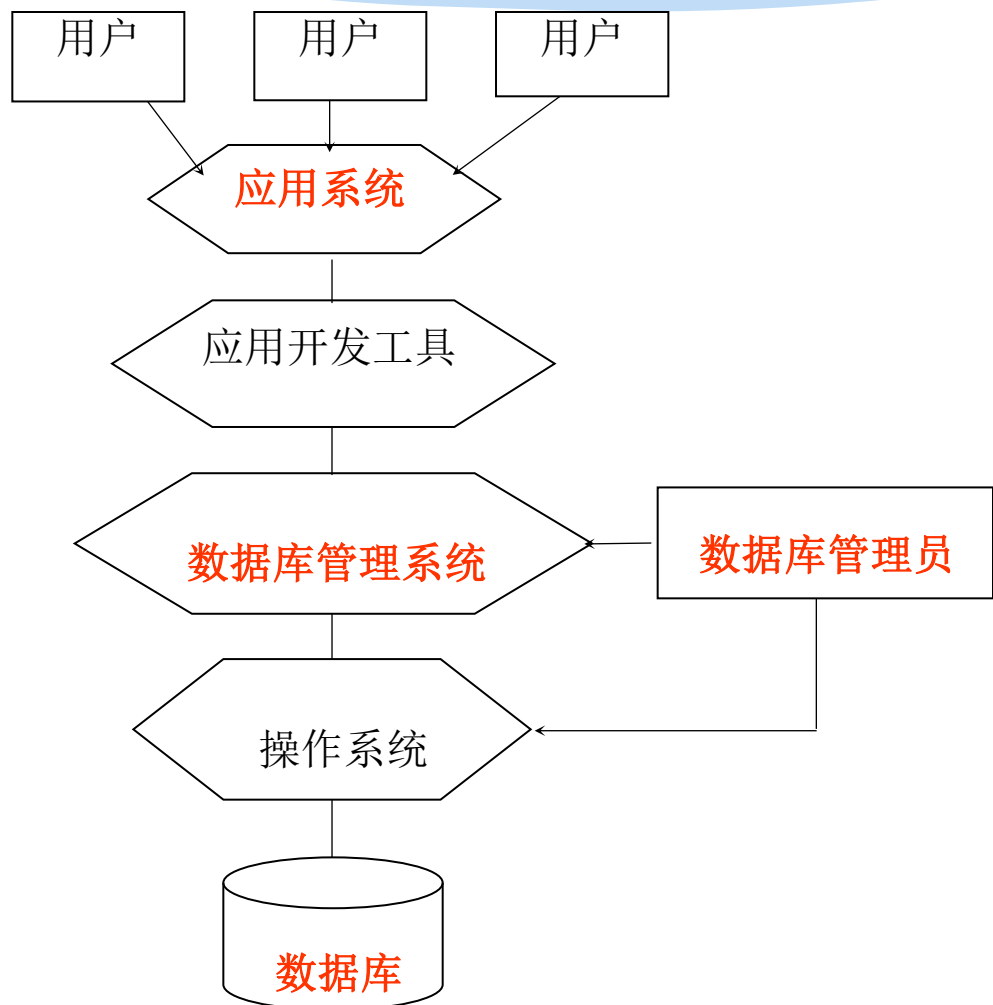 用户
用户
用户
应用系统
应用开发工具
数据库管理系统
数据库管理员
操作系统
数据库